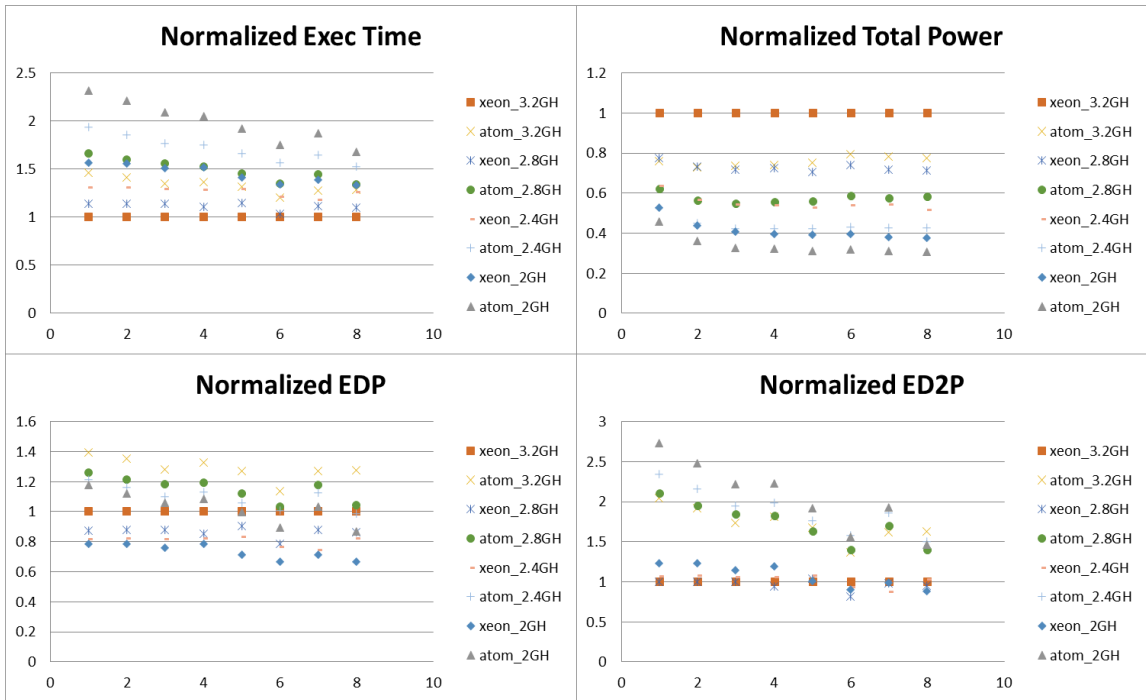 Normalized Exec Time
2.5
2
1.5
1
0.5
0
0 2 4 6 8 10
xeon_3.2GH
atom_3.2GH
xeon_2.8GH
atom_2.8GH
xeon_2.4GH
atom_2.4GH
xeon_2GH
atom_2GH
Normalized Total Power
1.2
1
0.8
0.6
0.4
0.2
0
0 2 4 6 8 10
xeon_3.2GH
atom_3.2GH
xeon_2.8GH
atom_2.8GH
xeon_2.4GH
atom_2.4GH
xeon_2GH
atom_2GH
Normalized EDP
1.6
1.4
1.2
1
0.8
0.6
0.4
0.2
0
0 2 4 6 8 10
xeon_3.2GH
atom_3.2GH
xeon_2.8GH
atom_2.8GH
xeon_2.4GH
atom_2.4GH
xeon_2GH
atom_2GH
Normalized ED2P
3
2.5
2
1.5
1
0.5
0
0 2 4 6 8 10
xeon_3.2GH
atom_3.2GH
xeon_2.8GH
atom_2.8GH
xeon_2.4GH
atom_2.4GH
xeon_2GH
atom_2GH